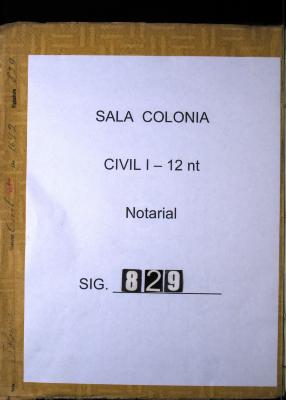 SALA COLONIA
CIVIL I – 12 nt
Notarial
SIG. 829